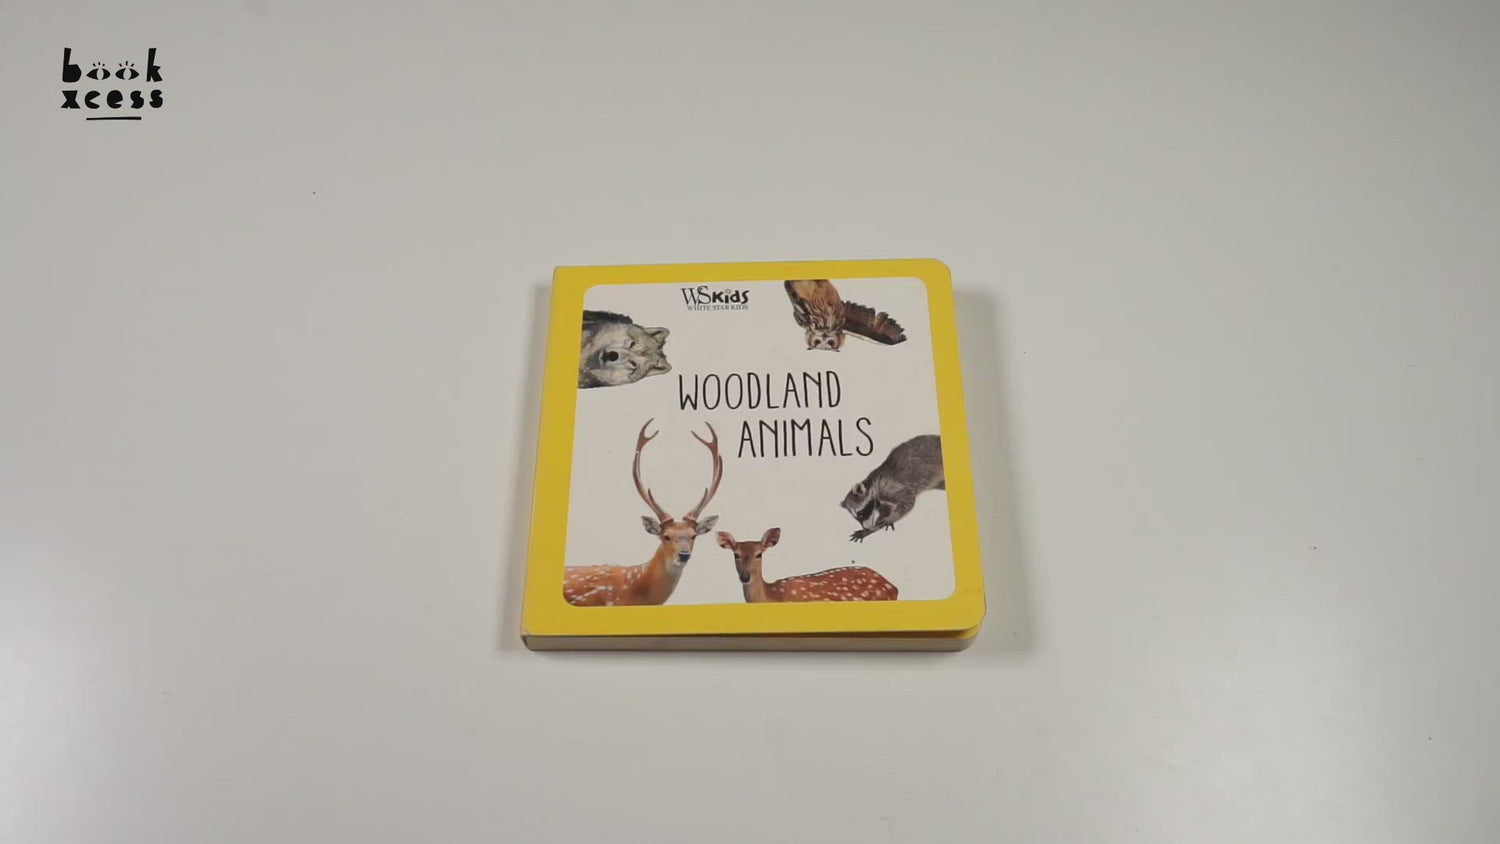 book
xcess
WSKids
WHITE STAR KIDS
WOODLAND
ANIMALS